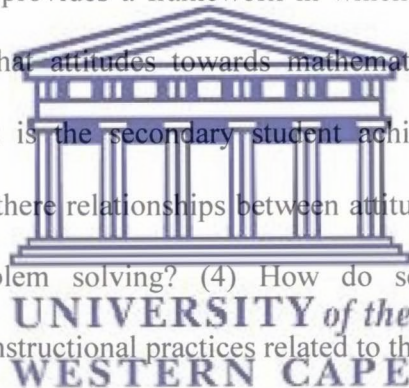 provides a framework in which
hat attitudes towards mathemat
is the secondary student achi
there relationships between attitu
blem solving? (4) How do s
UNIVERSITY of the
nstructional practices related to th
WESTERN CAPE